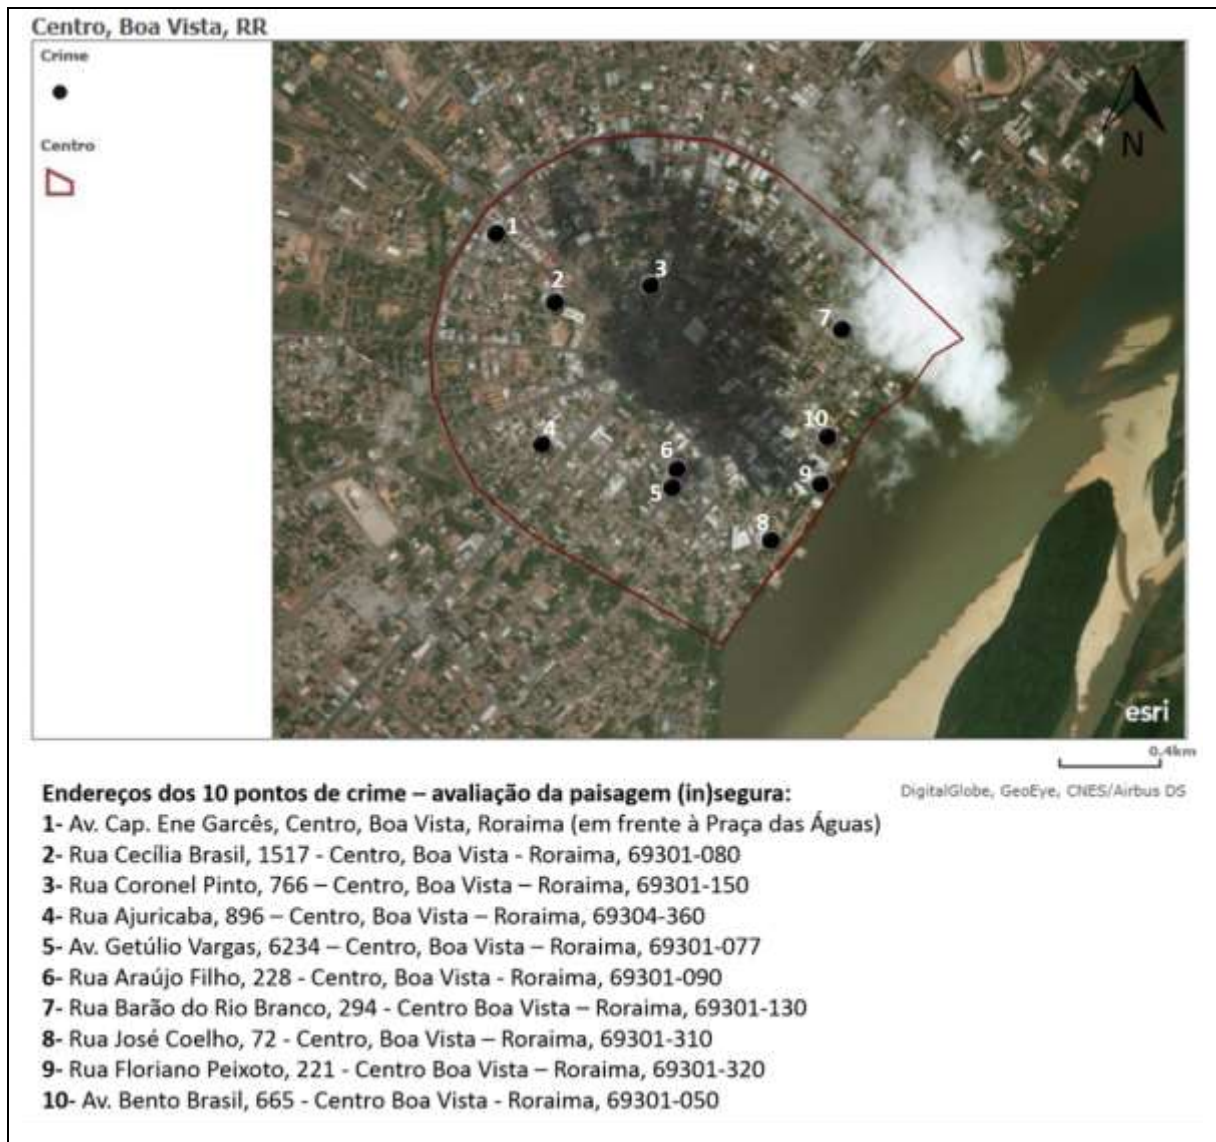 Centro, Boa Vista, RR
Crime
Centro
N
1
2
3
4
5
6
7
8
9
10
esri
0.4km
DigitalGlobe, GeoEye, CNES/Airbus DS
Endereços dos 10 pontos de crime – avaliação da paisagem (in)segura:
1- Av. Cap. Ene Garcês, Centro, Boa Vista, Roraima (em frente à Praça das Águas)
2- Rua Cecília Brasil, 1517 - Centro, Boa Vista - Roraima, 69301-080
3- Rua Coronel Pinto, 766 – Centro, Boa Vista – Roraima, 69301-150
4- Rua Ajuricaba, 896 – Centro, Boa Vista – Roraima, 69304-360
5- Av. Getúlio Vargas, 6234 – Centro, Boa Vista – Roraima, 69301-077
6- Rua Araújo Filho, 228 - Centro, Boa Vista - Roraima, 69301-090
7- Rua Barão do Rio Branco, 294 - Centro Boa Vista – Roraima, 69301-130
8- Rua José Coelho, 72 - Centro, Boa Vista – Roraima, 69301-310
9- Rua Floriano Peixoto, 221 - Centro Boa Vista – Roraima, 69301-320
10- Av. Bento Brasil, 665 - Centro Boa Vista - Roraima, 69301-050